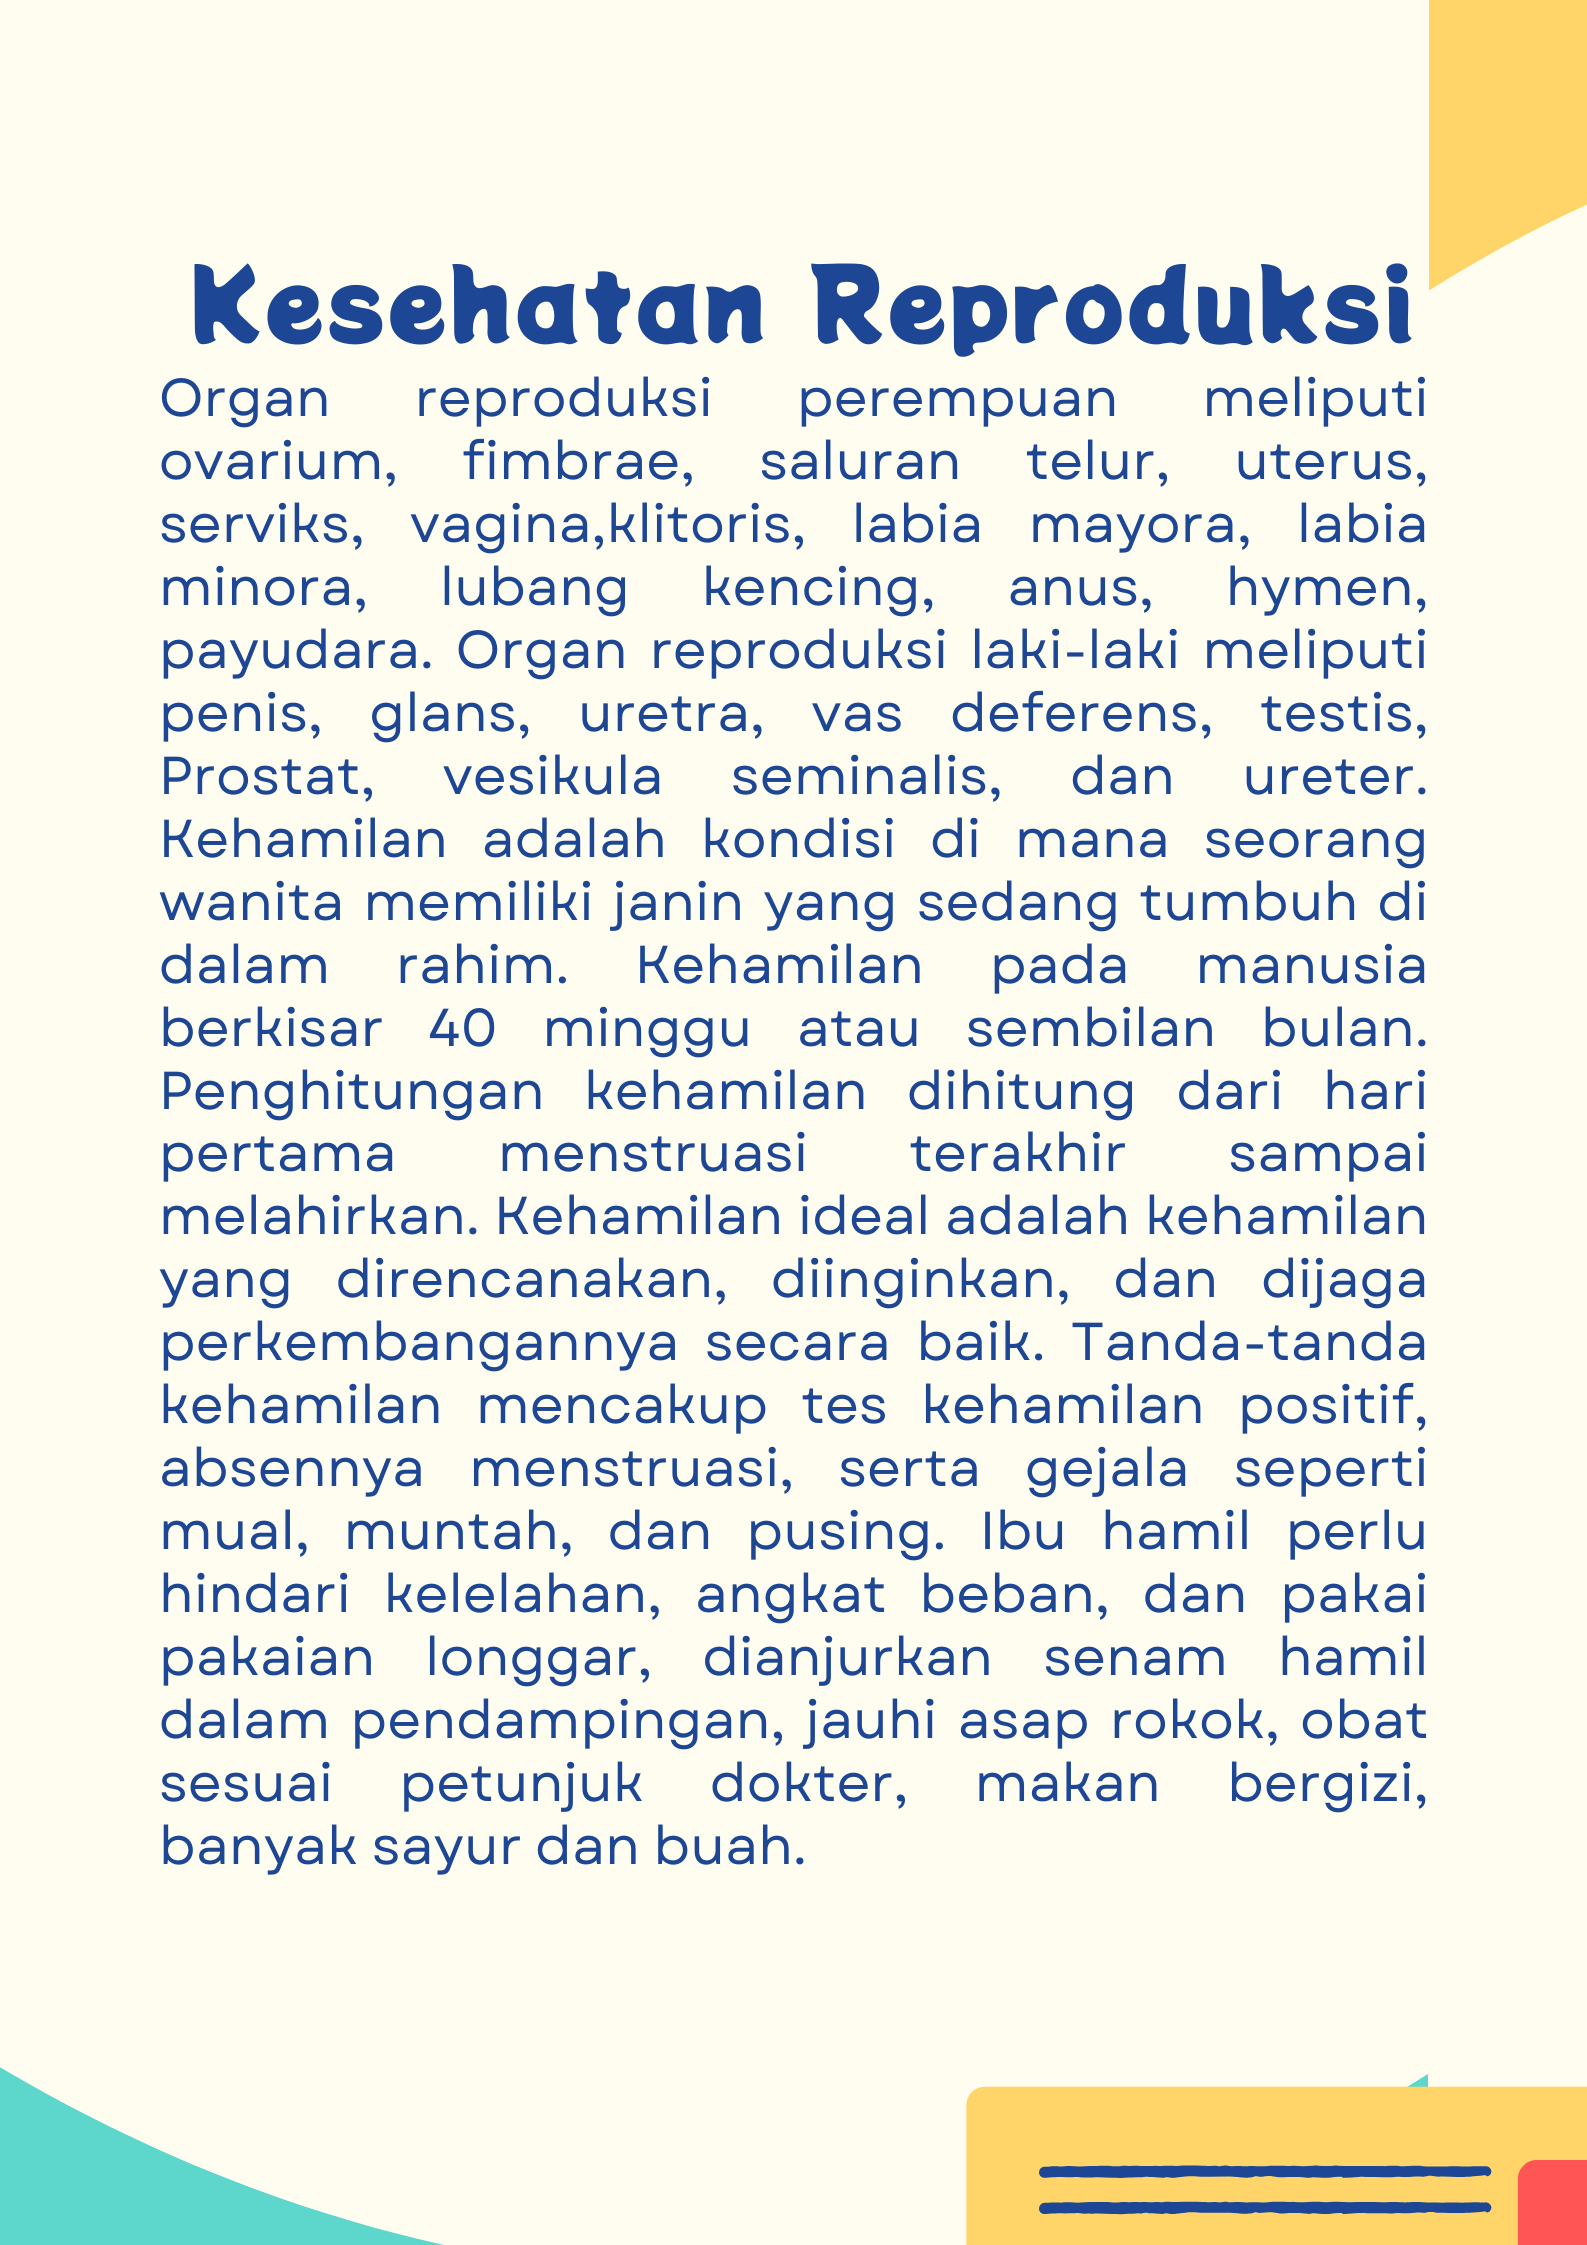 Kesehatan Reproduksi
Organ reproduksi perempuan meliputi
ovarium, fimbrae, saluran telur, uterus,
serviks, vagina,klitoris, labia mayora, labia
minora, lubang kencing, anus, hymen,
payudara. Organ reproduksi laki-laki meliputi
penis, glans, uretra, vas deferens, testis,
Prostat, vesikula seminalis, dan ureter.
Kehamilan adalah kondisi di mana seorang
wanita memiliki janin yang sedang tumbuh di
dalam rahim. Kehamilan pada manusia
berkisar 40 minggu atau sembilan bulan.
Penghitungan kehamilan dihitung dari hari
pertama menstruasi terakhir sampai
melahirkan. Kehamilan ideal adalah kehamilan
yang direncanakan, diinginkan, dan dijaga
perkembangannya secara baik. Tanda-tanda
kehamilan mencakup tes kehamilan positif,
absennya menstruasi, serta gejala seperti
mual, muntah, dan pusing. Ibu hamil perlu
hindari kelelahan, angkat beban, dan pakai
pakaian longgar, dianjurkan senam hamil
dalam pendampingan, jauhi asap rokok, obat
sesuai petunjuk dokter, makan bergizi,
banyak sayur dan buah.